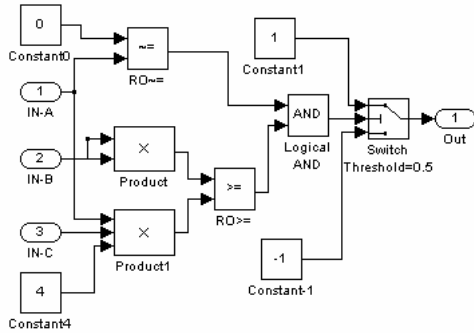 0
Constant0
~=
RO~=
1
IN-A
1
Constant1
AND
Logical
AND
Switch
Threshold=0.5
1
Out
2
IN-B
×
Product
>=
RO>=
3
IN-C
×
Product1
4
Constant4
-1
Constant-1